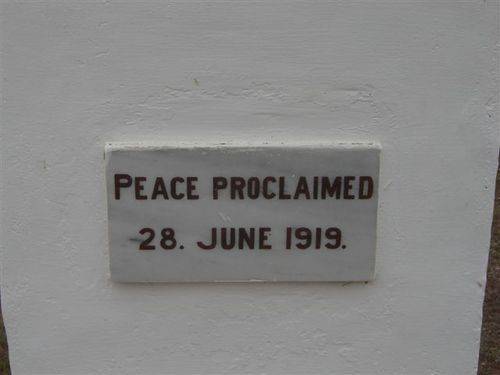 PEACE PROCLAIMED
28. JUNE 1919.